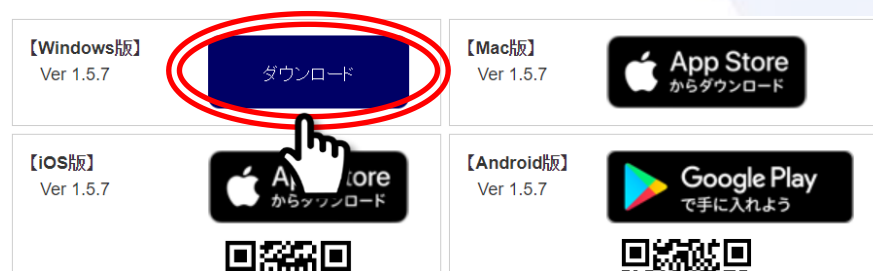 【Windows版】
Ver 1.5.7
ダウンロード
【Mac版】
Ver 1.5.7
App Store
からダウンロード
【iOS版】
Ver 1.5.7
からダウンロード
【Android版】
Ver 1.5.7
Google Play
で手に入れよう